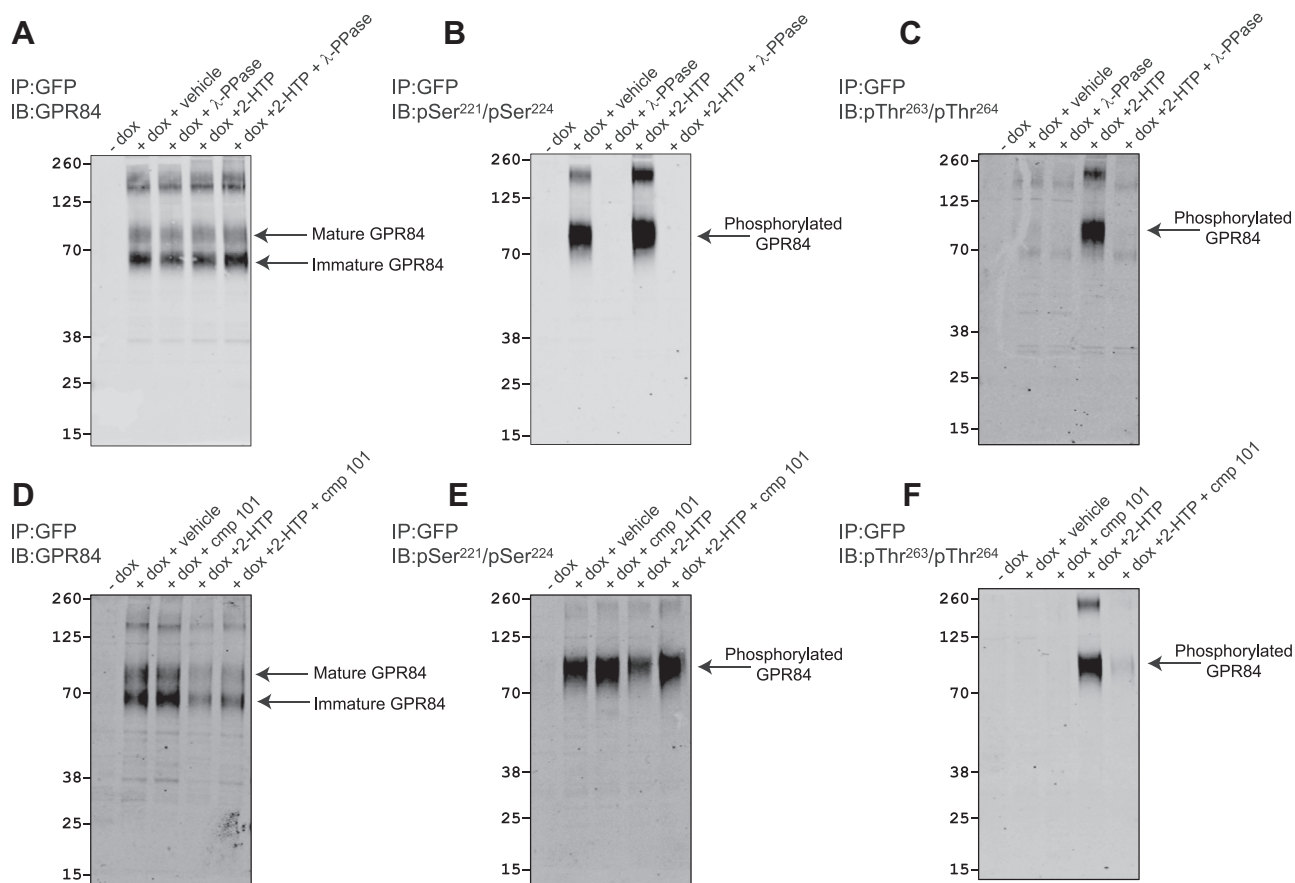 A
IP:GFP
IB:GPR84
- dox
+ dox + vehicle
+ dox + λ-PPase
+ dox +2-HTP
+ dox +2-HTP + λ-PPase
260
125
70
38
25
15
Mature GPR84
Immature GPR84
B
IP:GFP
IB:pSer²²¹/pSer²²⁴
- dox
+ dox + vehicle
+ dox + λ-PPase
+ dox +2-HTP
+ dox +2-HTP + λ-PPase
260
125
70
38
25
15
Phosphorylated
GPR84
C
IP:GFP
IB:pThr²⁶³/pThr²⁶⁴
- dox
+ dox + vehicle
+ dox + λ-PPase
+ dox +2-HTP
+ dox +2-HTP + λ-PPase
260
125
70
38
25
15
Phosphorylated
GPR84
D
IP:GFP
IB:GPR84
- dox
+ dox + vehicle
+ dox + cmp 101
+ dox +2-HTP
+ dox +2-HTP + cmp 101
260
125
70
38
25
15
Mature GPR84
Immature GPR84
E
IP:GFP
IB:pSer²²¹/pSer²²⁴
- dox
+ dox + vehicle
+ dox + cmp 101
+ dox +2-HTP
+ dox +2-HTP + cmp 101
260
125
70
38
25
15
Phosphorylated
GPR84
F
IP:GFP
IB:pThr²⁶³/pThr²⁶⁴
- dox
+ dox + vehicle
+ dox + cmp 101
+ dox +2-HTP
+ dox +2-HTP + cmp 101
260
125
70
38
25
15
Phosphorylated
GPR84